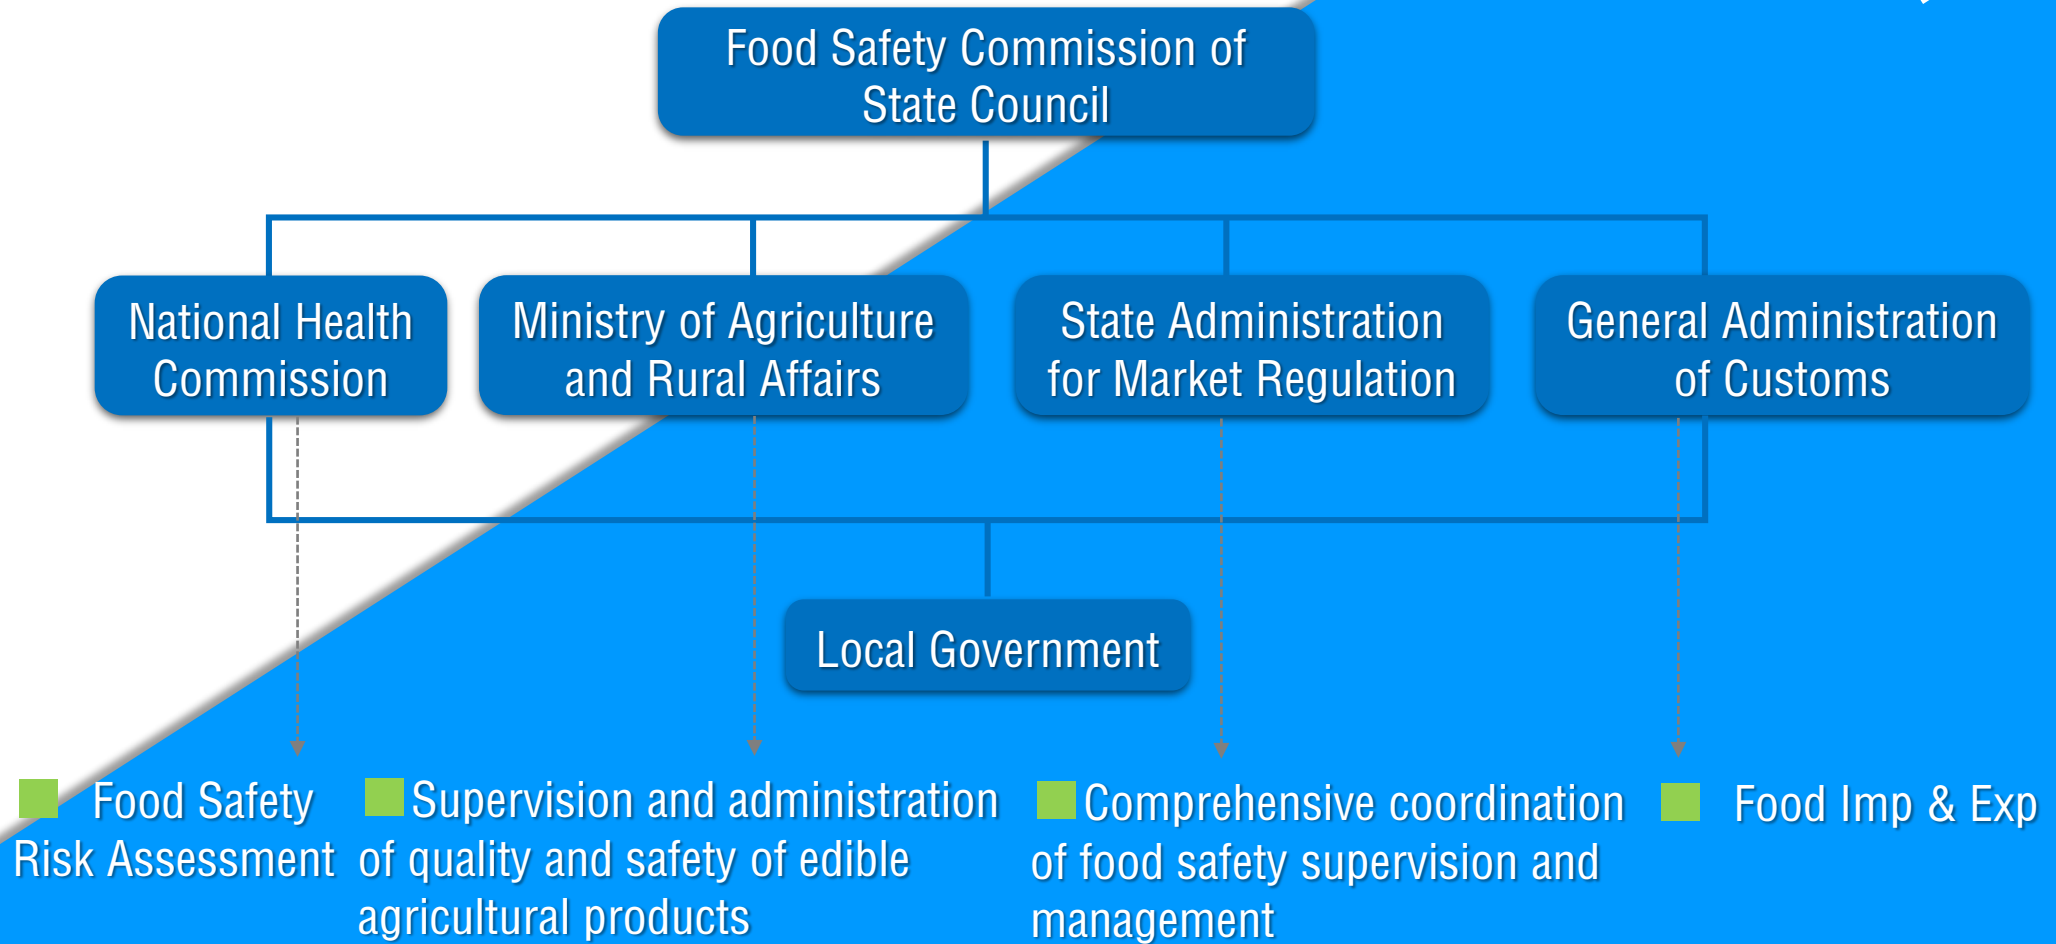 Food Safety Commission of
State Council
National Health
Commission
Ministry of Agriculture
and Rural Affairs
State Administration
for Market Regulation
General Administration
of Customs
Local Government
Food Safety
Risk Assessment
Supervision and administration
of quality and safety of edible
agricultural products
Comprehensive coordination
of food safety supervision and
management
Food Imp & Exp